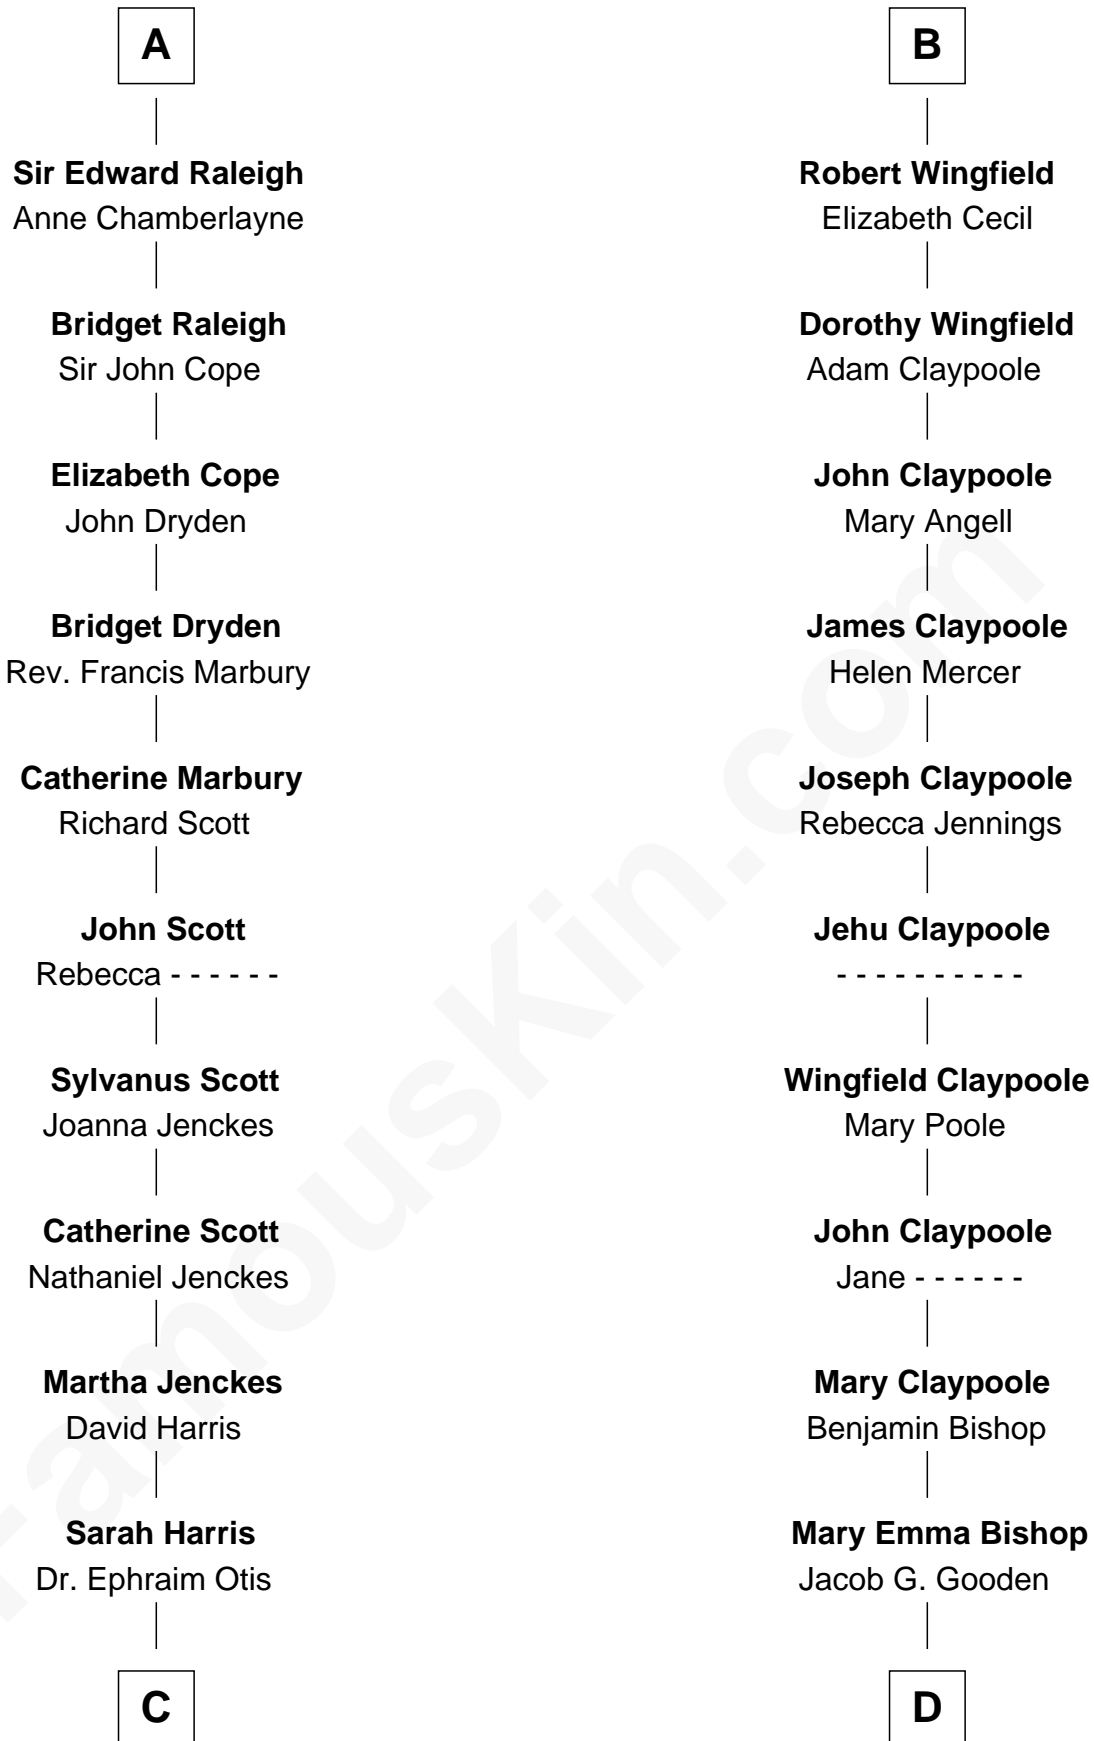 A
Sir Edward Raleigh
Anne Chamberlayne
Bridget Raleigh
Sir John Cope
Elizabeth Cope
John Dryden
Bridget Dryden
Rev. Francis Marbury
Catherine Marbury
Richard Scott
John Scott
Rebecca - - - - - -
Sylvanus Scott
Joanna Jenckes
Catherine Scott
Nathaniel Jenckes
Martha Jenckes
David Harris
Sarah Harris
Dr. Ephraim Otis
C
B
Robert Wingfield
Elizabeth Cecil
Dorothy Wingfield
Adam Claypoole
John Claypoole
Mary Angell
James Claypoole
Helen Mercer
Joseph Claypoole
Rebecca Jennings
Jehu Claypoole
- - - - - - - - - -
Wingfield Claypoole
Mary Poole
John Claypoole
Jane - - - - - -
Mary Claypoole
Benjamin Bishop
Mary Emma Bishop
Jacob G. Gooden
D
FamousKin.com